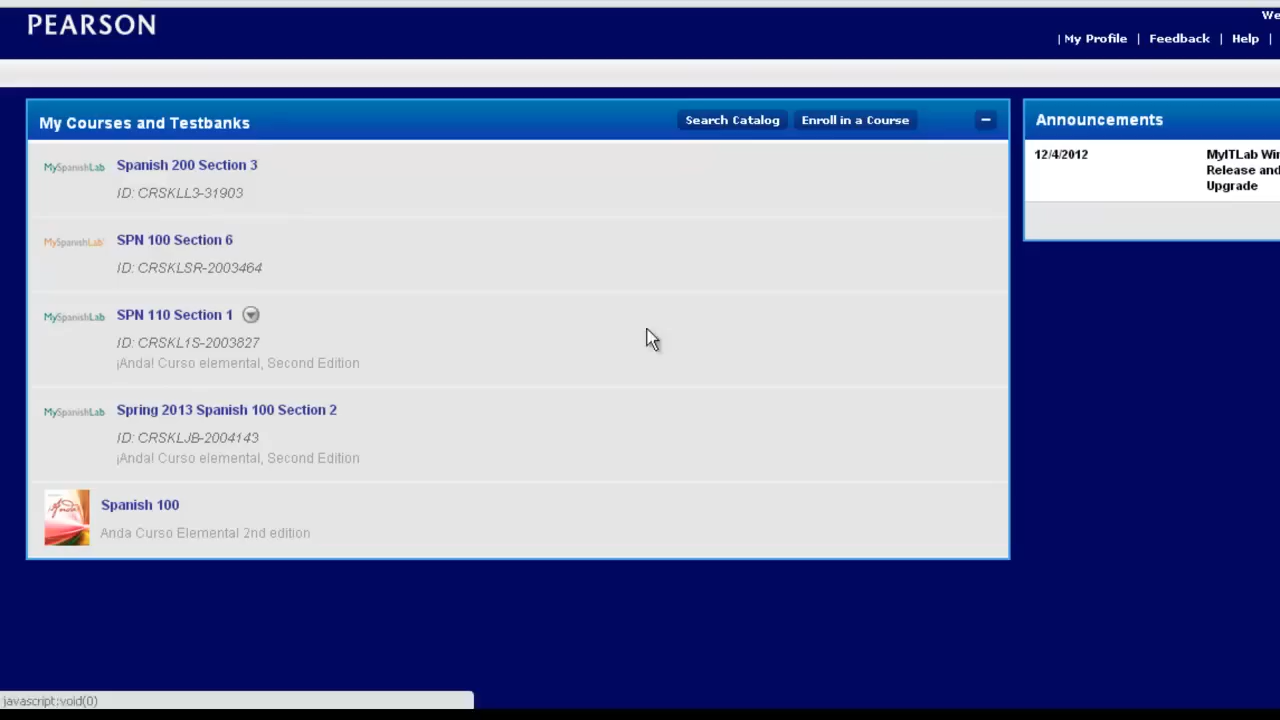 PEARSON
We
| My Profile | Feedback | Help |
My Courses and Testbanks
Search Catalog
Enroll in a Course
MySpanishLab
Spanish 200 Section 3
ID: CRSKLL3-31903
MySpanishLab
SPN 100 Section 6
ID: CRSKLSR-2003464
MySpanishLab
SPN 110 Section 1
ID: CRSKL1S-2003827
¡Anda! Curso elemental, Second Edition
MySpanishLab
Spring 2013 Spanish 100 Section 2
ID: CRSKLJB-2004143
¡Anda! Curso elemental, Second Edition
Anda
Spanish 100
Anda Curso Elemental 2nd edition
Announcements
12/4/2012
MyITLab Win
Release and
Upgrade
javascript:void(0)